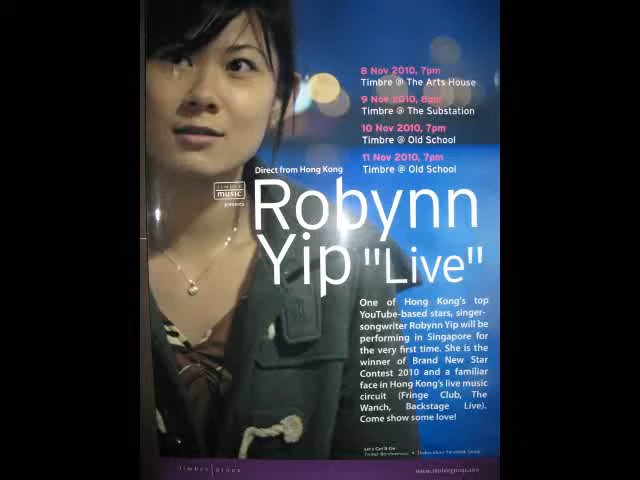 8 Nov 2010, 7pm
Timbre @ The Arts House
9 Nov 2010, 8pm
Timbre @ The Substation
10 Nov 2010, 7pm
Timbre @ Old School
11 Nov 2010, 7pm
Timbre @ Old School
Direct from Hong Kong
timbre
music
presents
Robynn
Yip "Live"
One of Hong Kong's top
YouTube-based stars, singer-
songwriter Robynn Yip will be
performing in Singapore for
the very first time. She is the
winner of Brand New Star
Contest 2010 and a familiar
face in Hong Kong's live music
circuit (Fringe Club, The
Wanch, Backstage Live).
Come show some love!
timbre group